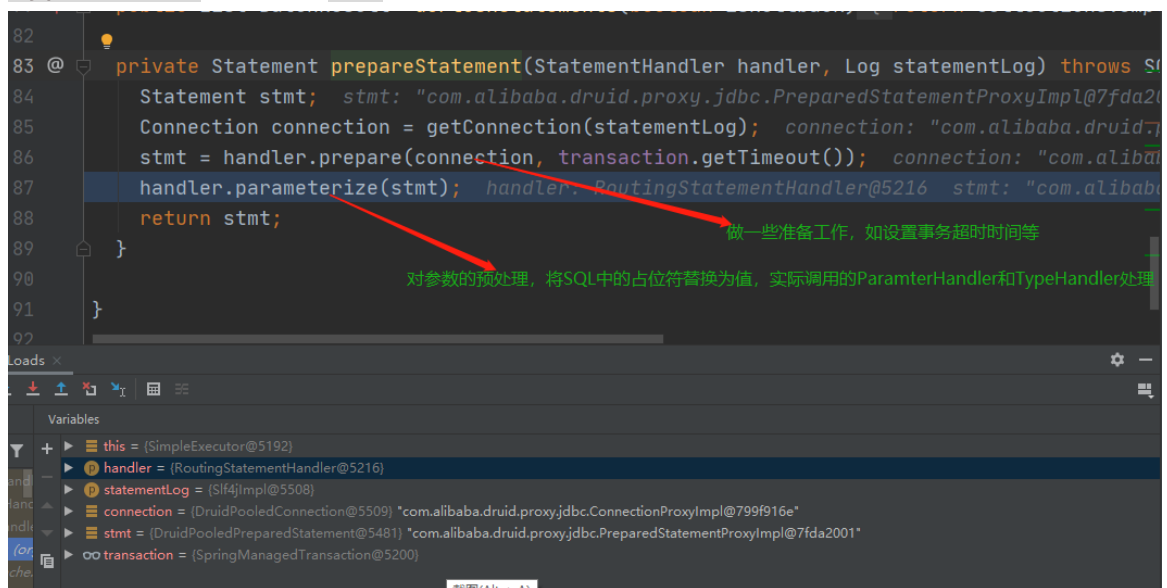 82
83 @ private Statement prepareStatement(StatementHandler handler, Log statementLog) throws
84 Statement stmt; stmt: "com.alibaba.druid.proxy.jdbc.PreparedStatementProxyImpl@7fda20
85 Connection connection = getConnection(statementLog); connection: "com.alibaba.druid.
86 stmt = handler.prepare(connection, transaction.getTimeout()); connection: "com.alibab
87 handler.parameterize(stmt); handler: RoutingStatementHandler@5216 stmt: "com.alibab
88 return stmt;
做一些准备工作，如设置事务超时时间等
89 }
90 对参数的预处理，将SQL中的占位符替换为值，实际调用的ParamterHandler和TypeHandler处理
91 }
92
Loads ×
Variables
this = {SimpleExecutor@5192}
handler = {RoutingStatementHandler@5216}
statementLog = {Slf4jImpl@5508}
connection = {DruidPooledConnection@5509} "com.alibaba.druid.proxy.jdbc.ConnectionProxyImpl@799f916e"
stmt = {DruidPooledPreparedStatement@5481} "com.alibaba.druid.proxy.jdbc.PreparedStatementProxyImpl@7fda2001"
oo transaction = {SpringManagedTransaction@5200}